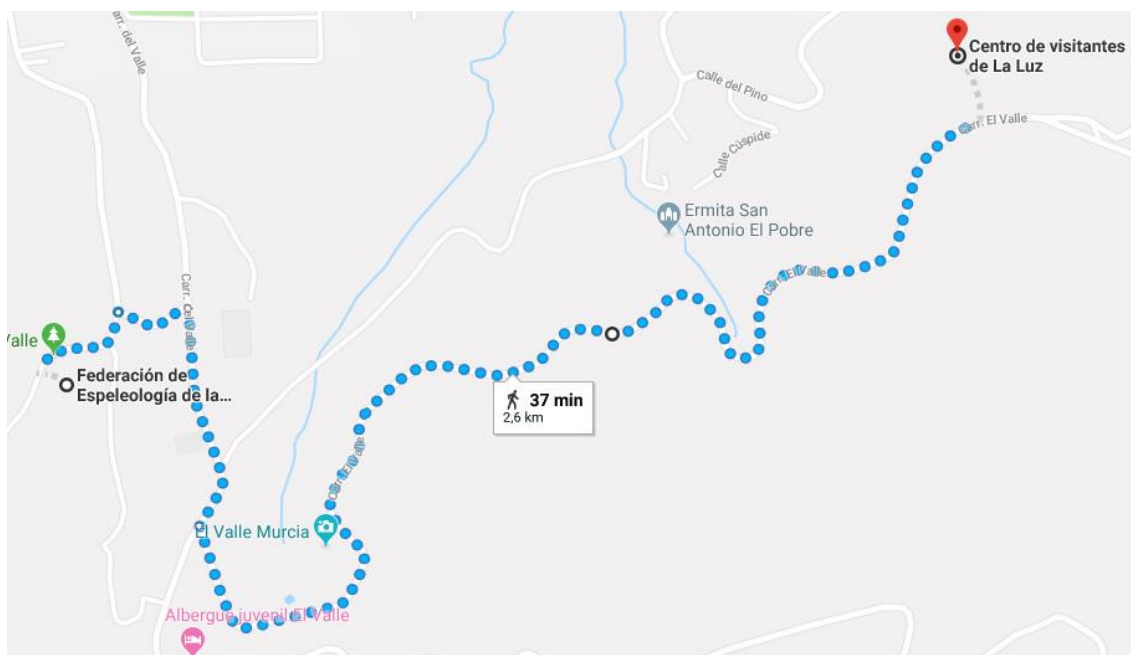 Carr. del Valle
Centro de visitantes
de La Luz
Calle del Pino
Carr. El Valle
Calle Cúspide
Ermita San
Antonio El Pobre
Carr. El Valle
Carr. del Valle
Valle
Federación de
Espeleología de la...
37 min
2,6 km
Carr. El Valle
El Valle Murcia
Albergue juvenil El Valle